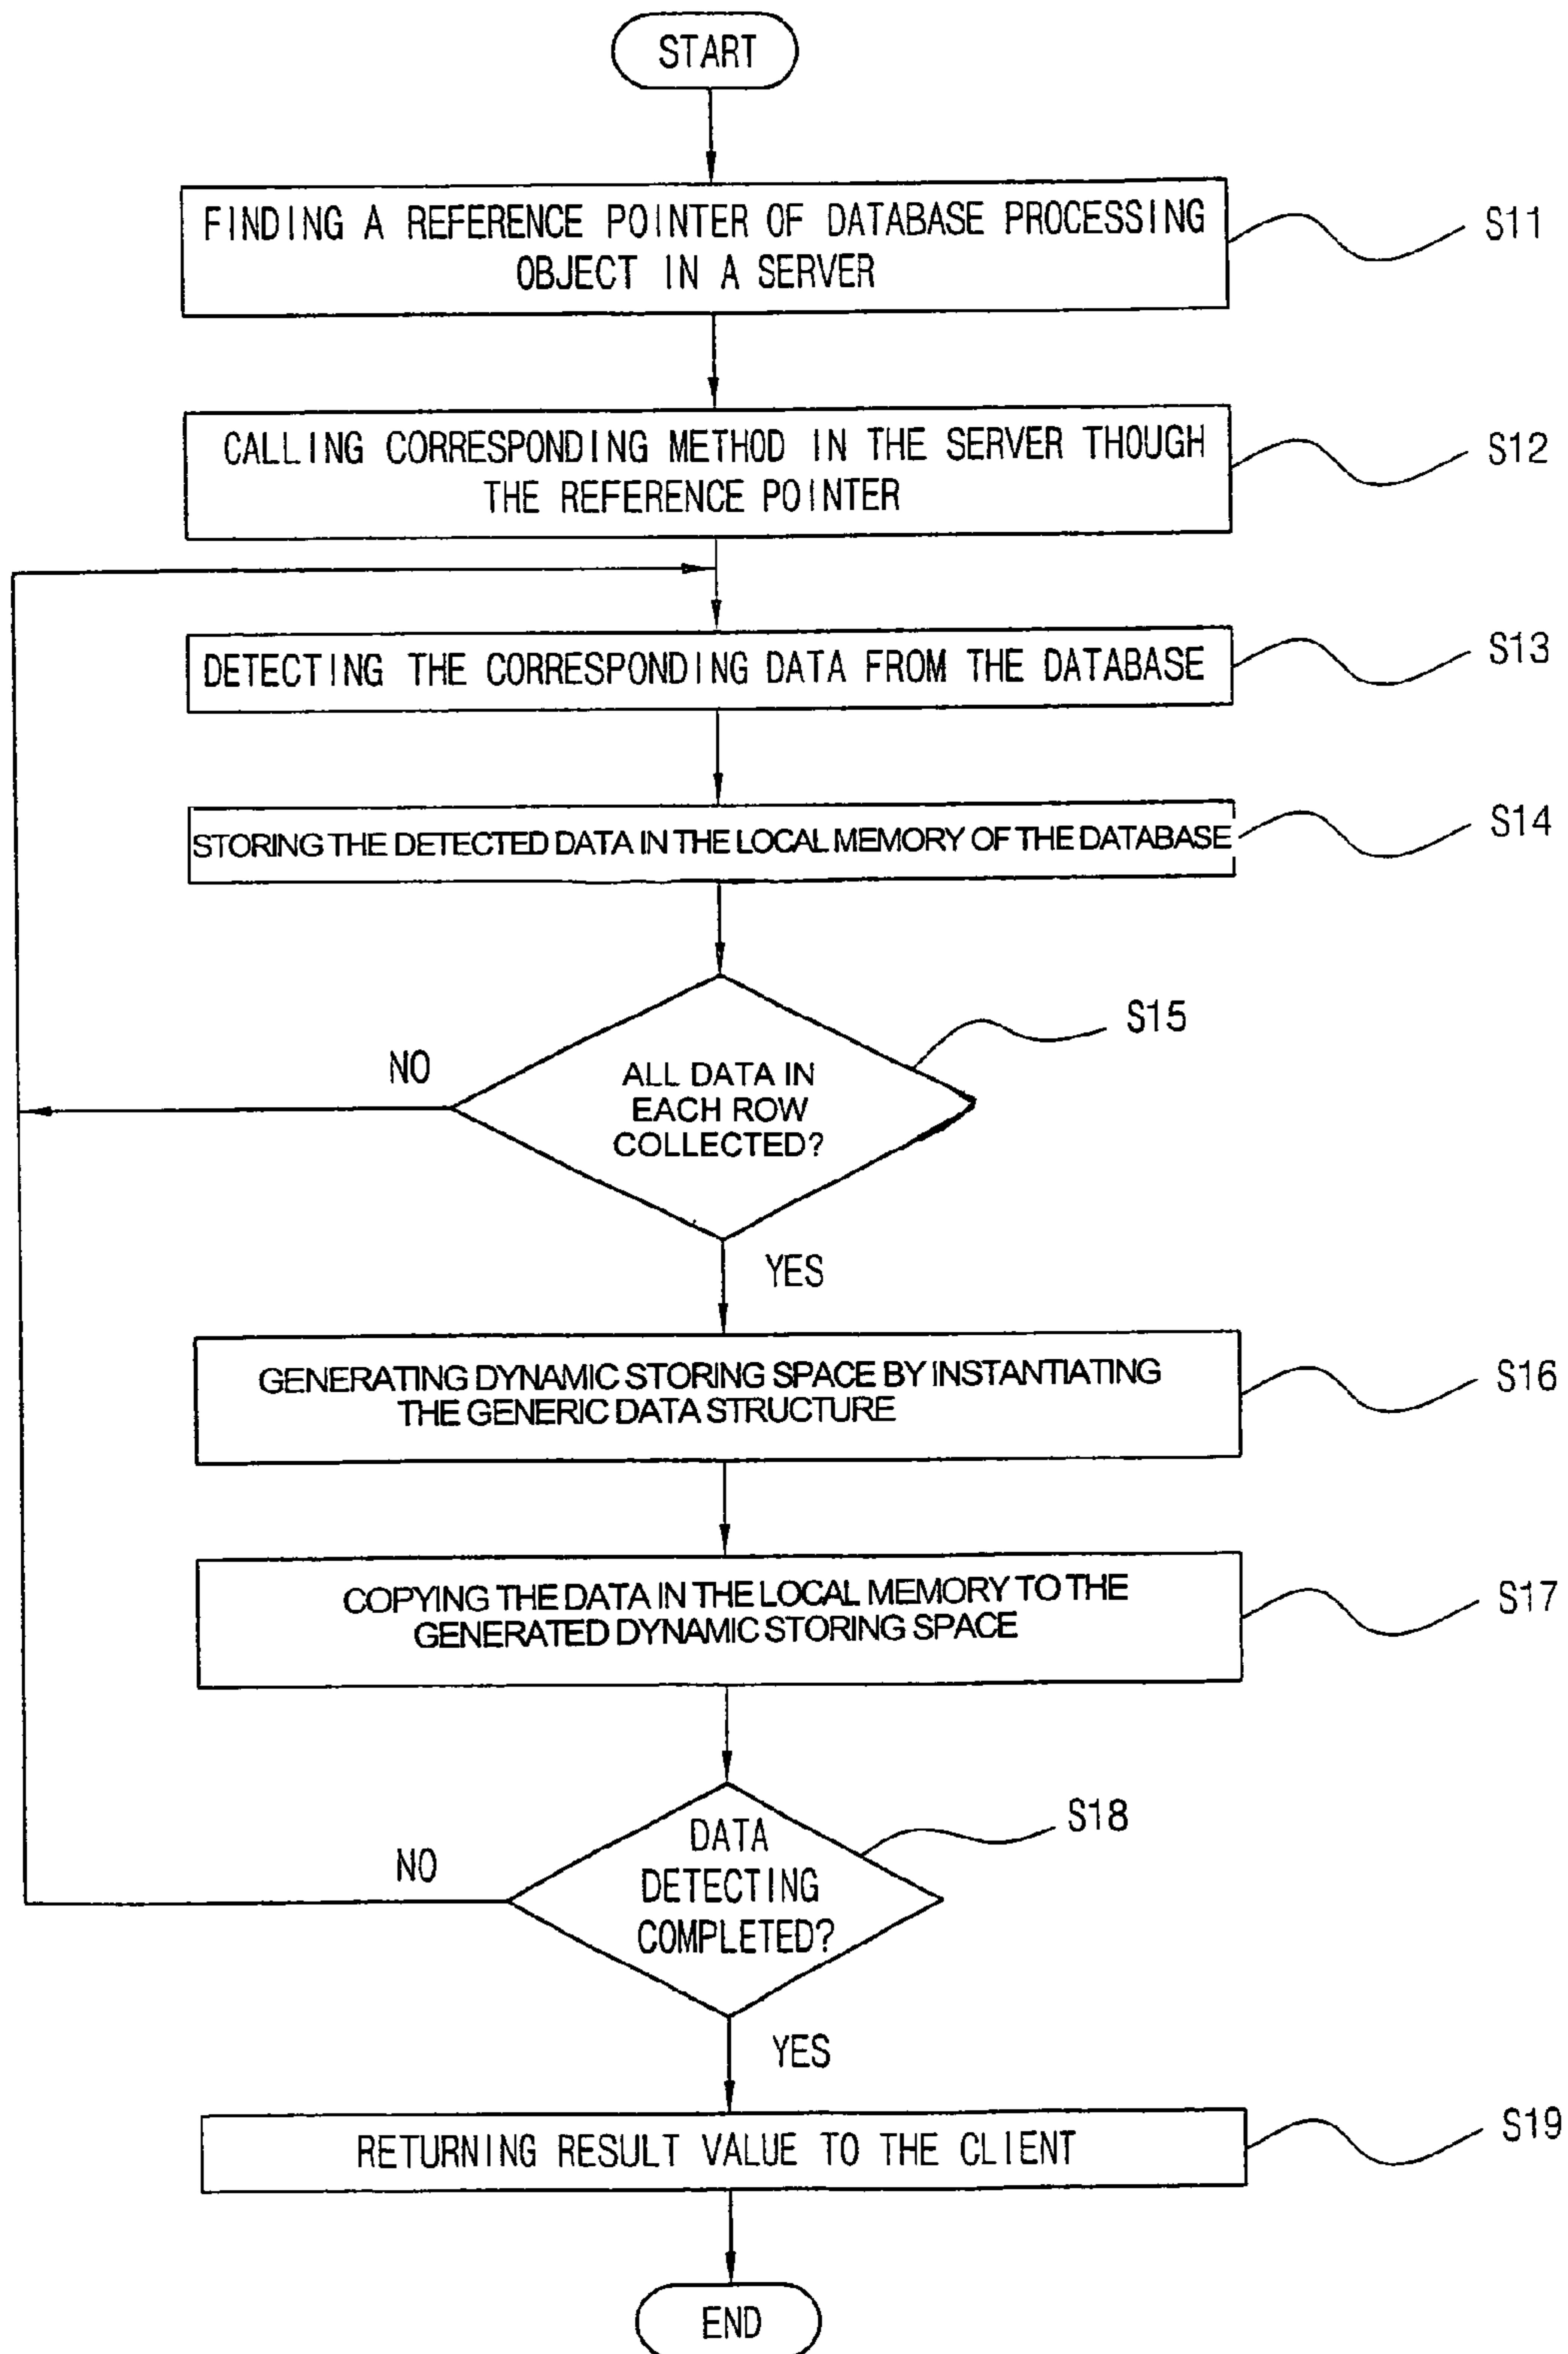 START
FINDING A REFERENCE POINTER OF DATABASE PROCESSING
OBJECT IN A SERVER
S11
CALLING CORRESPONDING METHOD IN THE SERVER THOUGH
THE REFERENCE POINTER
S12
DETECTING THE CORRESPONDING DATA FROM THE DATABASE
S13
STORING THE DETECTED DATA IN THE LOCAL MEMORY OF THE DATABASE
S14
ALL DATA IN
EACH ROW
COLLECTED?
S15
NO
YES
GENERATING DYNAMIC STORING SPACE BY INSTANTIATING
THE GENERIC DATA STRUCTURE
S16
COPYING THE DATA IN THE LOCAL MEMORY TO THE
GENERATED DYNAMIC STORING SPACE
S17
DATA
DETECTING
COMPLETED?
S18
NO
YES
RETURNING RESULT VALUE TO THE CLIENT
S19
END